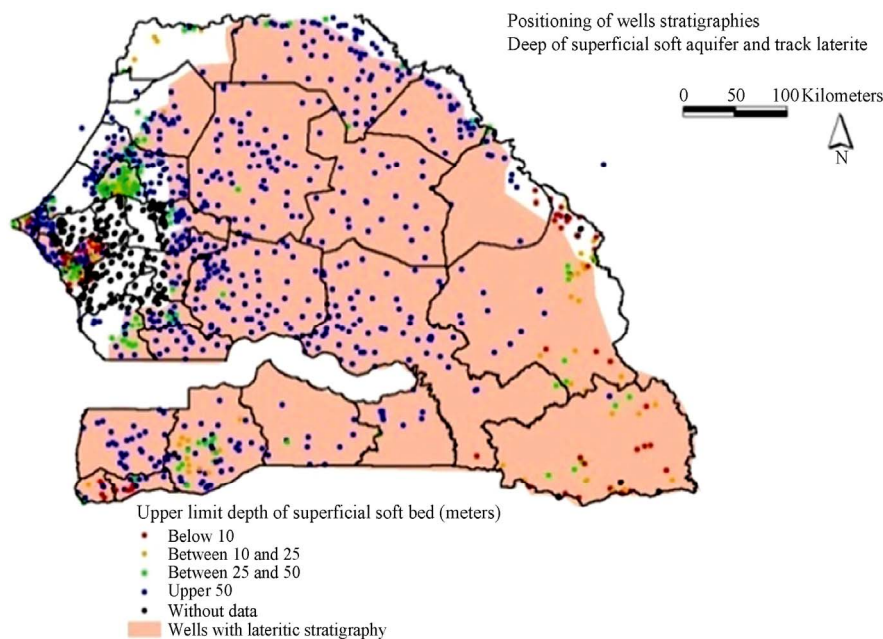 Positioning of wells stratigraphies
Deep of superficial soft aquifer and track laterite
0 50 100 Kilometers
N
Upper limit depth of superficial soft bed (meters)
Below 10
Between 10 and 25
Between 25 and 50
Upper 50
Without data
Wells with lateritic stratigraphy